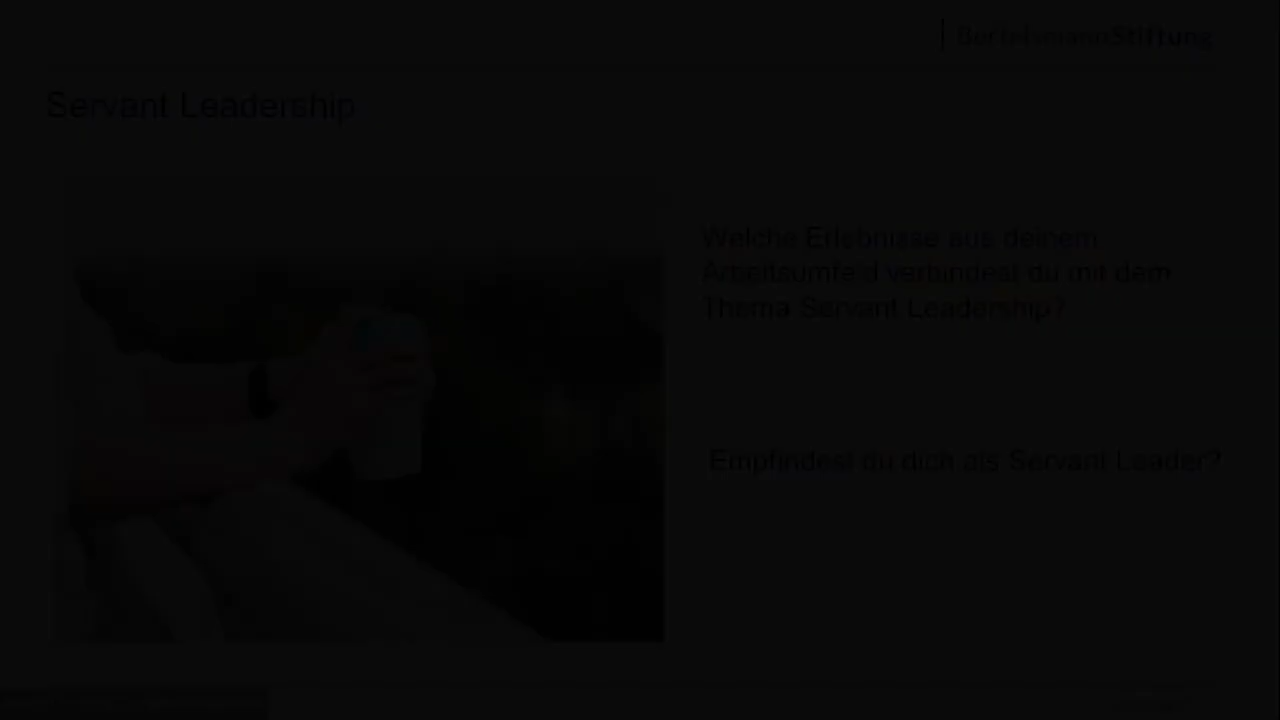 BertelsmannStiftung
Servant Leadership
Welche Erlebnisse aus deinem
Arbeitsumfeld verbindest du mit dem
Thema Servant Leadership?
Empfindest du dich als Servant Leader?